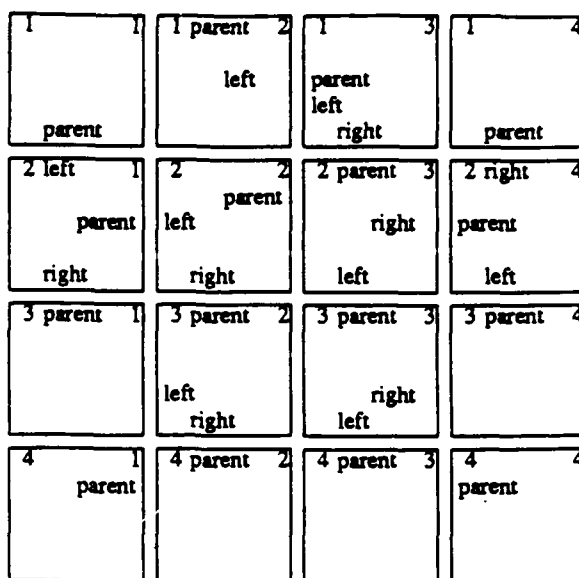 1 1 1 parent 2 1 3 1 4
left parent
left
parent right parent
2 left 1 2 2 2 parent 3 2 right 4
parent
parent left right parent
right right left left
3 parent 1 3 parent 2 3 parent 3 3 parent 4
left right
right left
4 1 4 parent 2 4 parent 3 4 4
parent parent